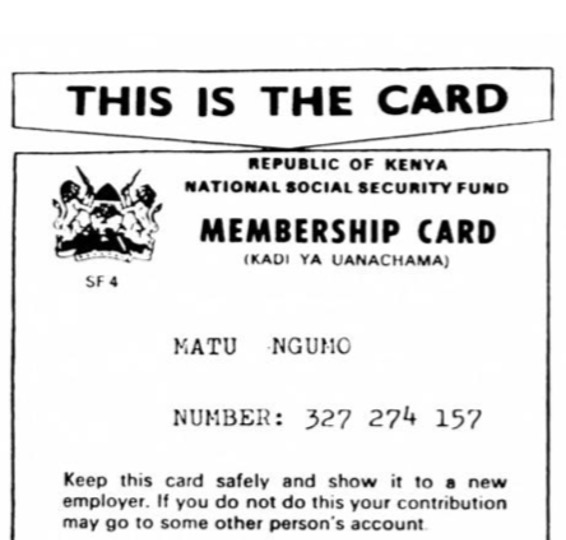 THIS IS THE CARD
REPUBLIC OF KENYA
NATIONAL SOCIAL SECURITY FUND
MEMBERSHIP CARD
(KADI YA UANACHAMA)
SF 4
MATU NGUMO
NUMBER: 327 274 157
Keep this card safely and show it to a new
employer. If you do not do this your contribution
may go to some other person's account.